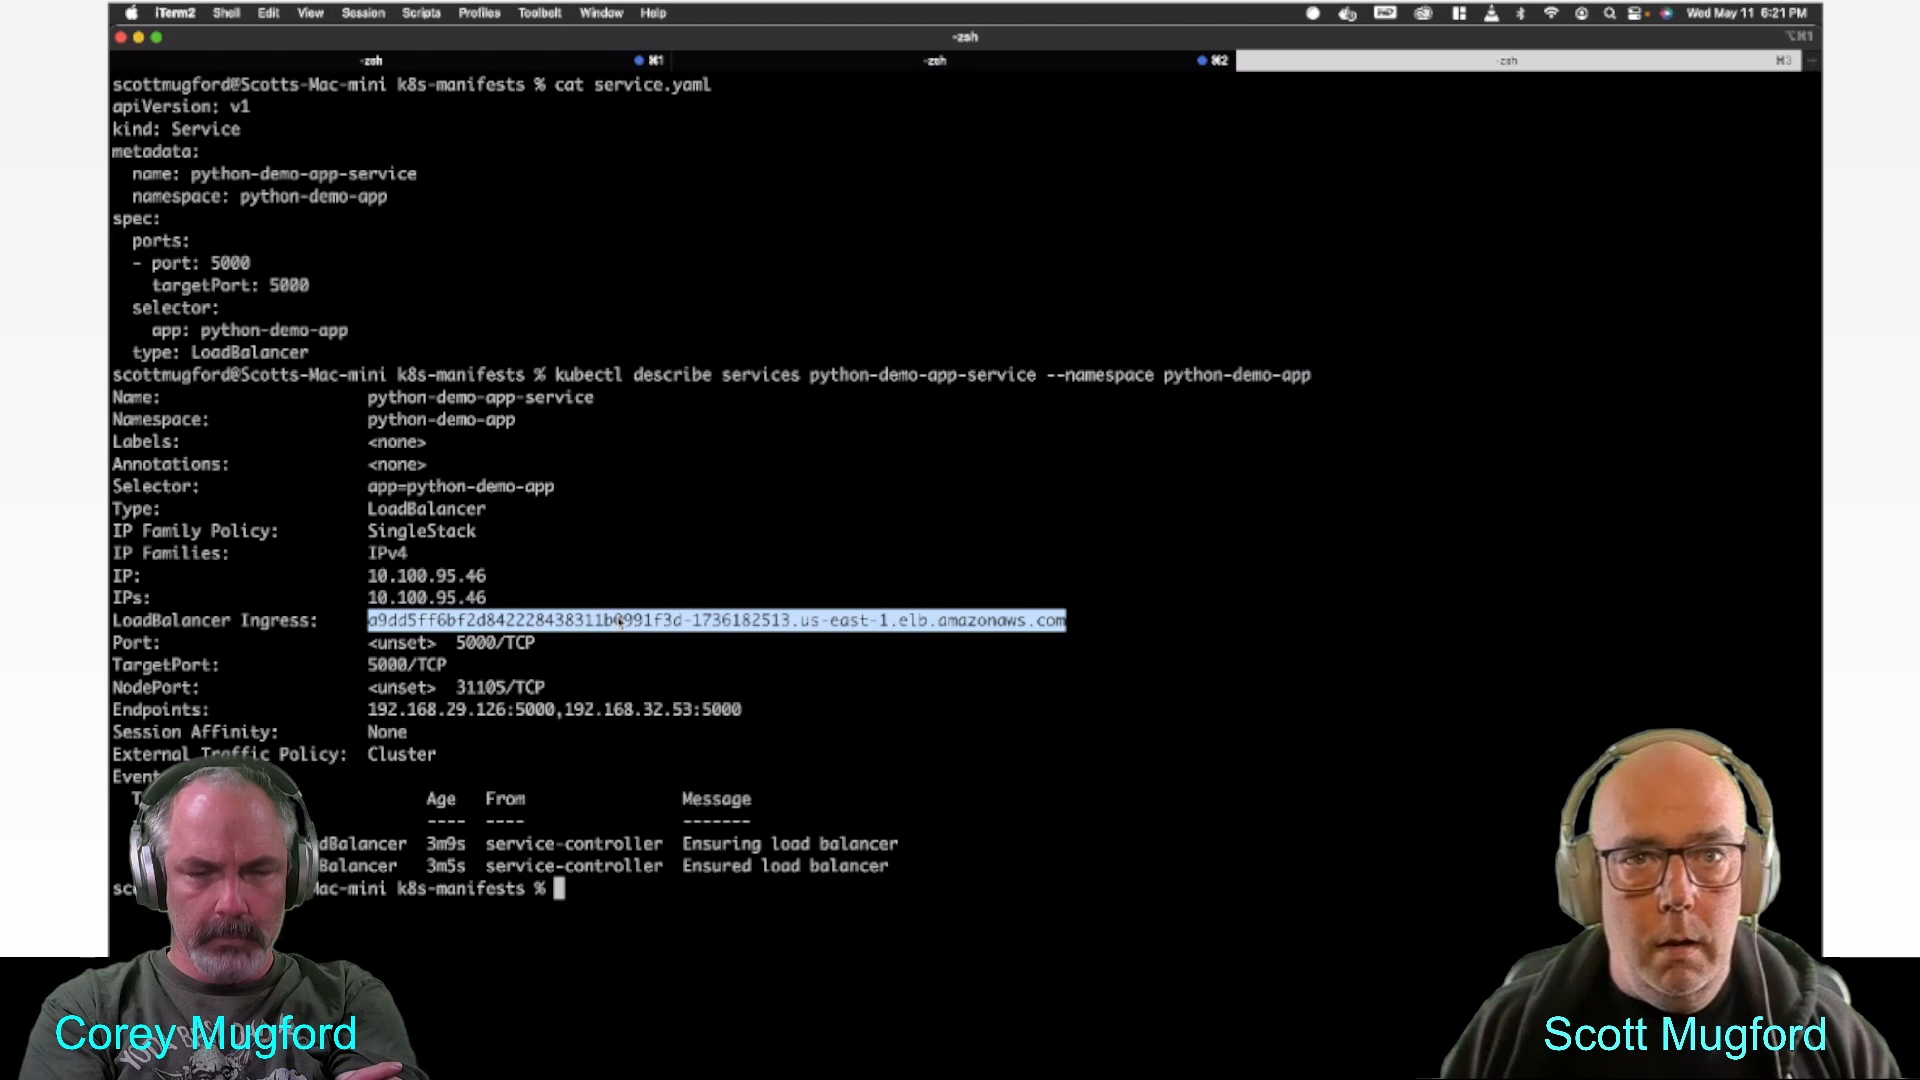 iTerm2 Shell Edit View Session Scripts Profiles Toolbelt Window Help Wed May 11 6:21 PM
-zsh ⌥⌘1
-zsh ⌘1 -zsh ⌘2 -zsh ⌘3
scottmugford@Scotts-Mac-mini k8s-manifests % cat service.yaml
apiVersion: v1
kind: Service
metadata:
  name: python-demo-app-service
  namespace: python-demo-app
spec:
  ports:
  - port: 5000
    targetPort: 5000
  selector:
    app: python-demo-app
  type: LoadBalancer
scottmugford@Scotts-Mac-mini k8s-manifests % kubectl describe services python-demo-app-service --namespace python-demo-app
Name: python-demo-app-service
Namespace: python-demo-app
Labels: <none>
Annotations: <none>
Selector: app=python-demo-app
Type: LoadBalancer
IP Family Policy: SingleStack
IP Families: IPv4
IP: 10.100.95.46
IPs: 10.100.95.46
LoadBalancer Ingress: a9dd5ff6bf2d842228438311b0991f3d-1736182513.us-east-1.elb.amazonaws.com
Port: <unset> 5000/TCP
TargetPort: 5000/TCP
NodePort: <unset> 31105/TCP
Endpoints: 192.168.29.126:5000,192.168.32.53:5000
Session Affinity: None
External Traffic Policy: Cluster
Event
Age From Message
---- ---- -------
dBalancer 3m9s service-controller Ensuring load balancer
Balancer 3m5s service-controller Ensured load balancer
sc Mac-mini k8s-manifests %
Corey Mugford
Scott Mugford